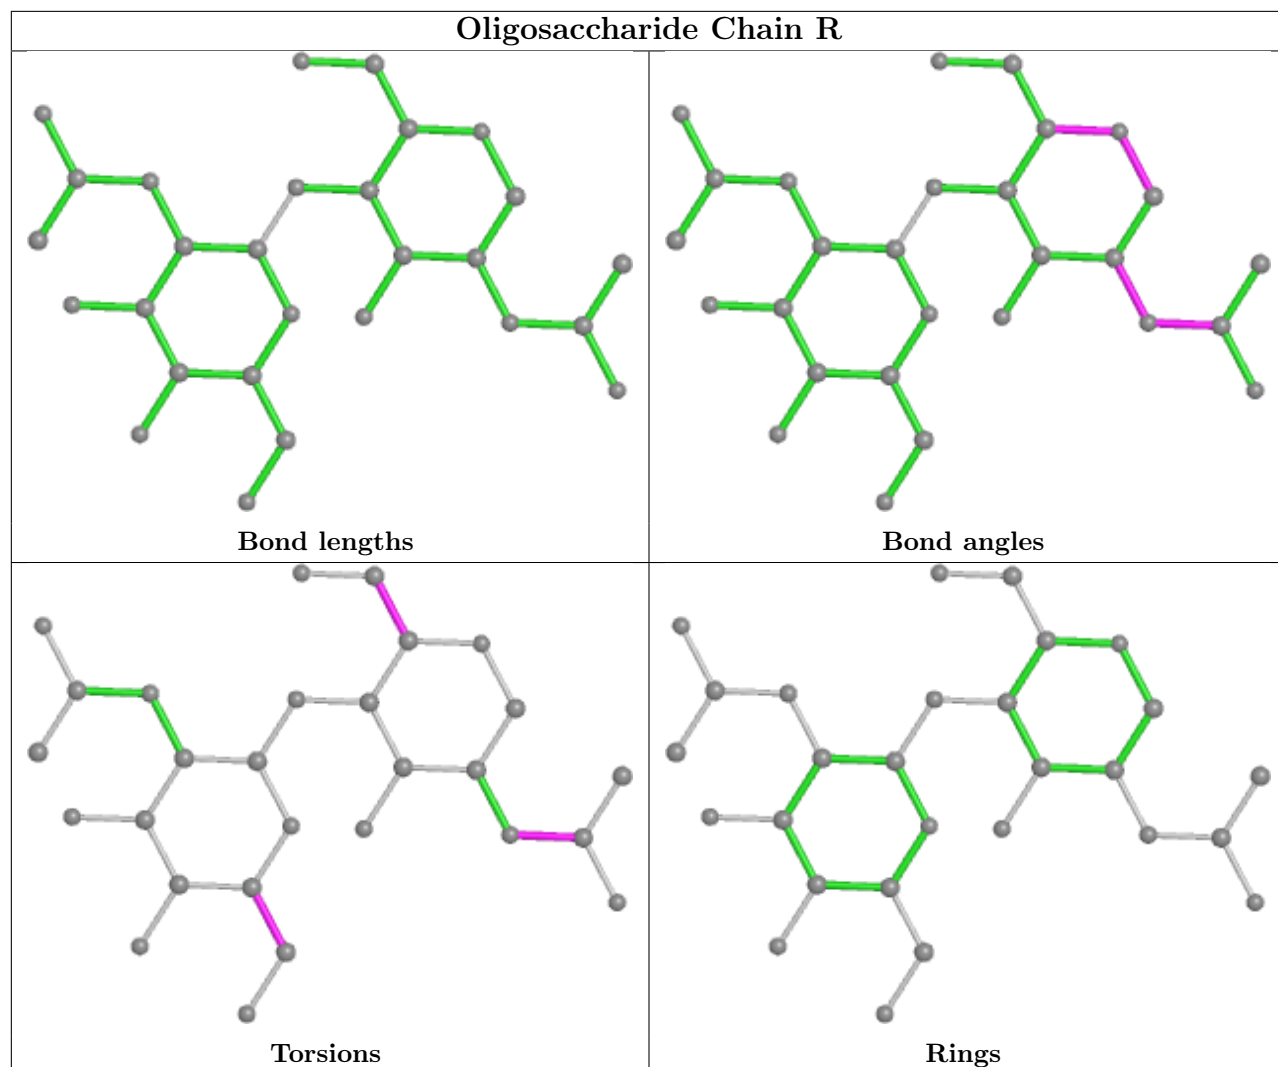 Oligosaccharide Chain R
Bond lengths
Bond angles
Torsions
Rings